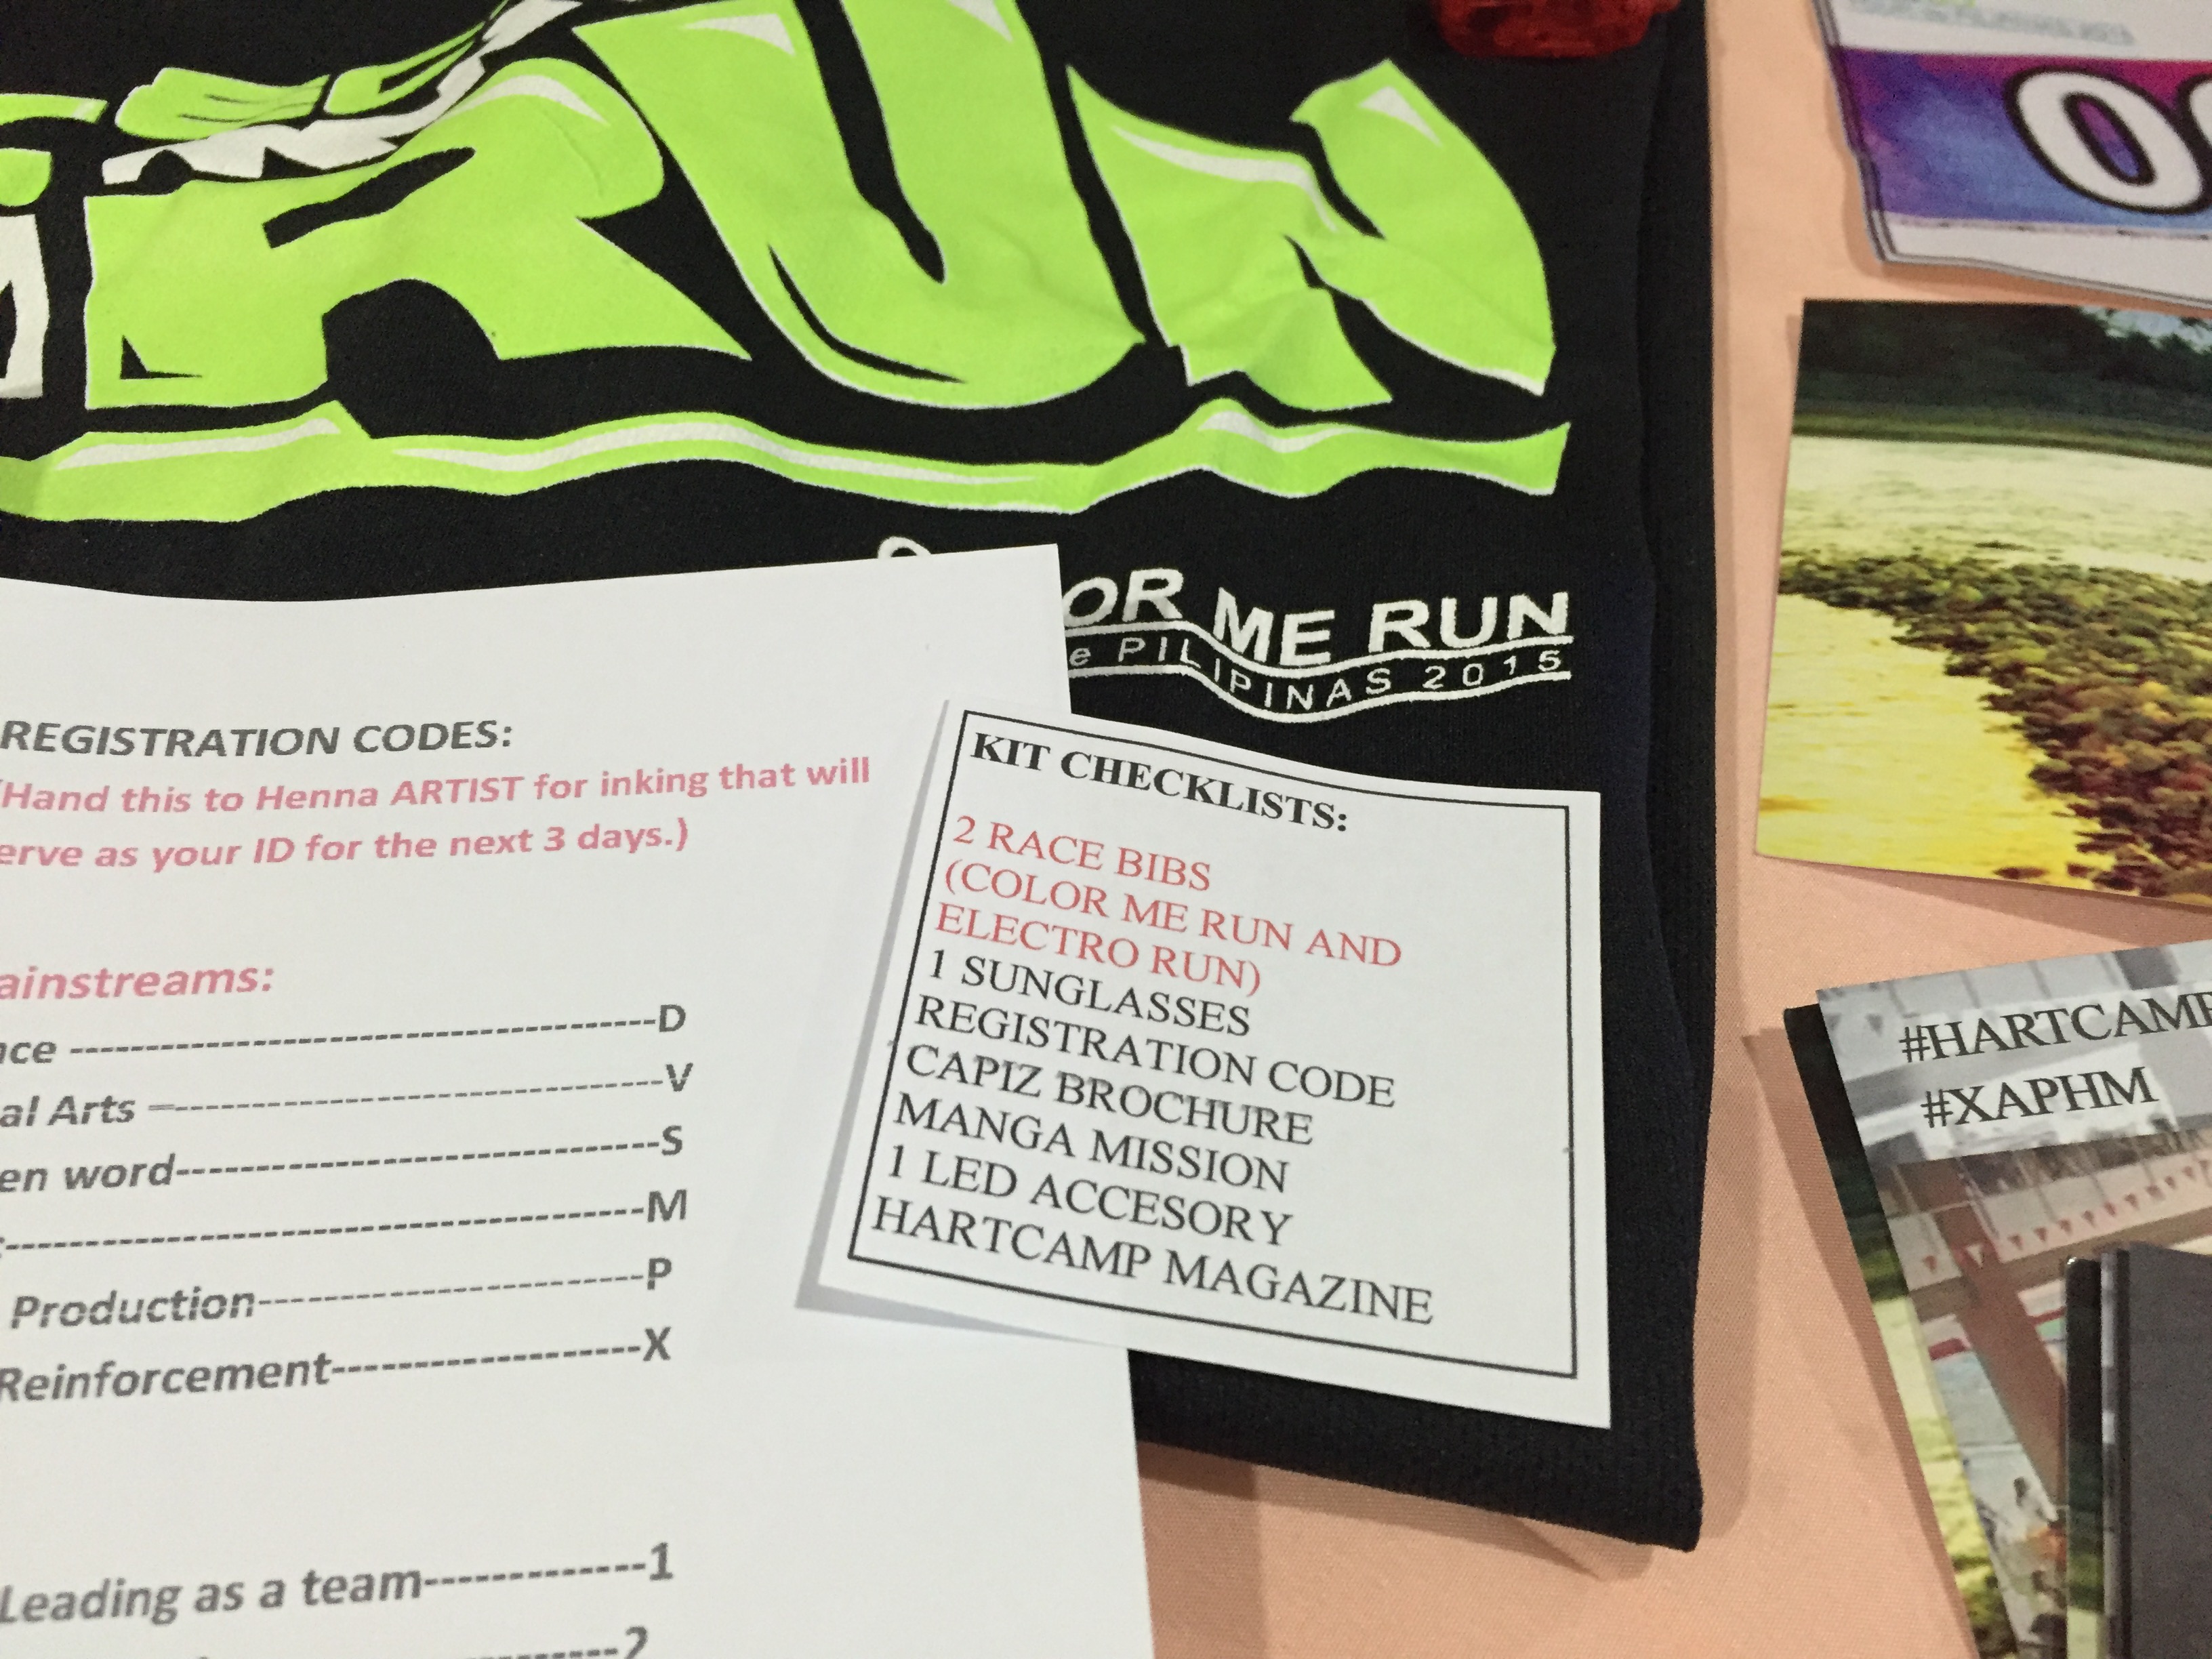 RUN
OR ME RUN
e PILIPINAS 2015
REGISTRATION CODES:
(Hand this to Henna ARTIST for inking that will
erve as your ID for the next 3 days.)
ainstreams:
nce ---------------------------------------D
al Arts –---------------------------------V
en word---------------------------------S
-------------------------------------------M
Production--------------------------P
Reinforcement--------------------X
Leading as a team------------1
------------2
KIT CHECKLISTS:
2 RACE BIBS
(COLOR ME RUN AND
ELECTRO RUN)
1 SUNGLASSES
REGISTRATION CODE
CAPIZ BROCHURE
MANGA MISSION
1 LED ACCESORY
HARTCAMP MAGAZINE
#HARTCAMP
#XAPHM